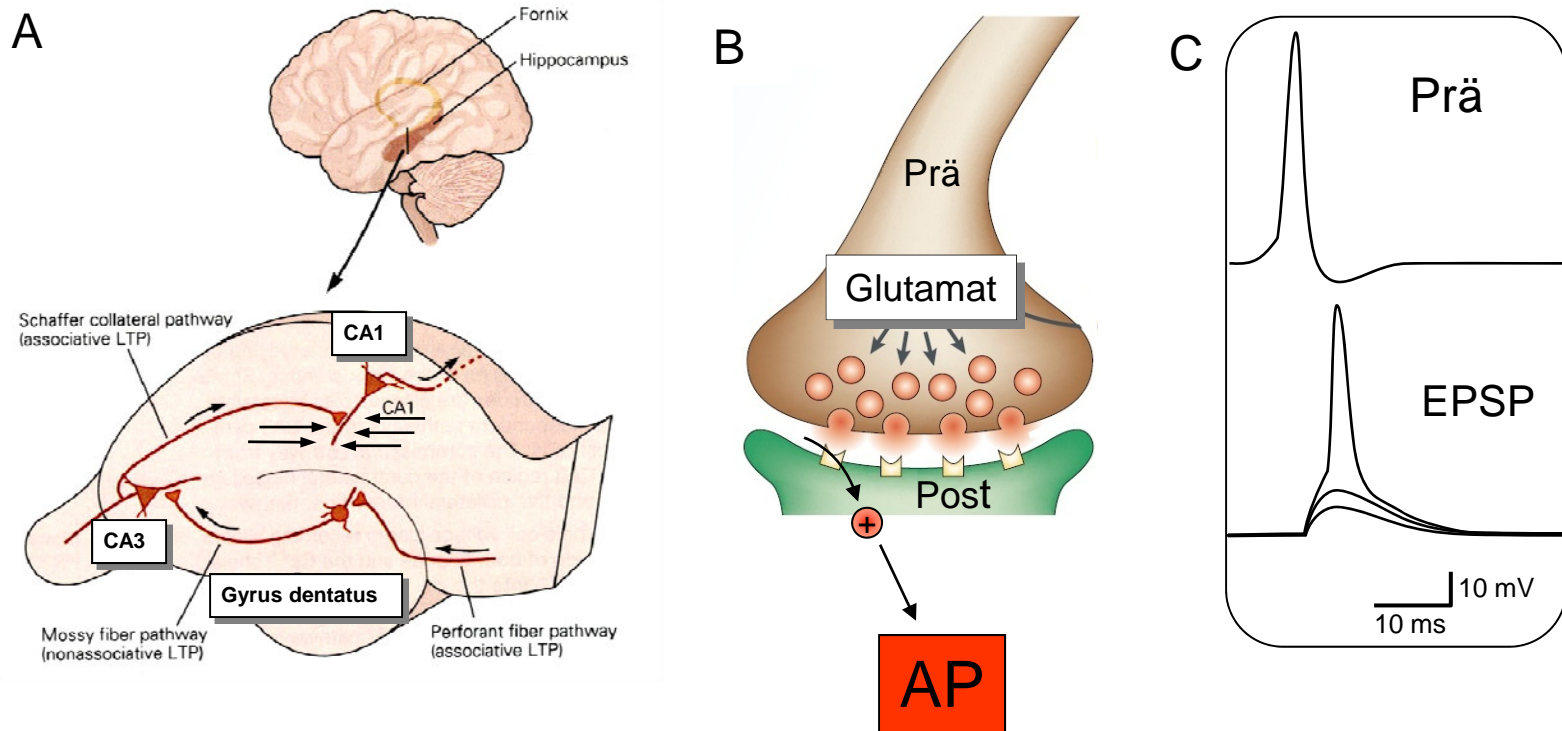 A
Fornix
Hippocampus
Schaffer collateral pathway
(associative LTP)
CA1
CA1
CA3
Gyrus dentatus
Mossy fiber pathway
(nonassociative LTP)
Perforant fiber pathway
(associative LTP)
B
Prä
Glutamat
Post
+
AP
C
Prä
EPSP
10 mV
10 ms